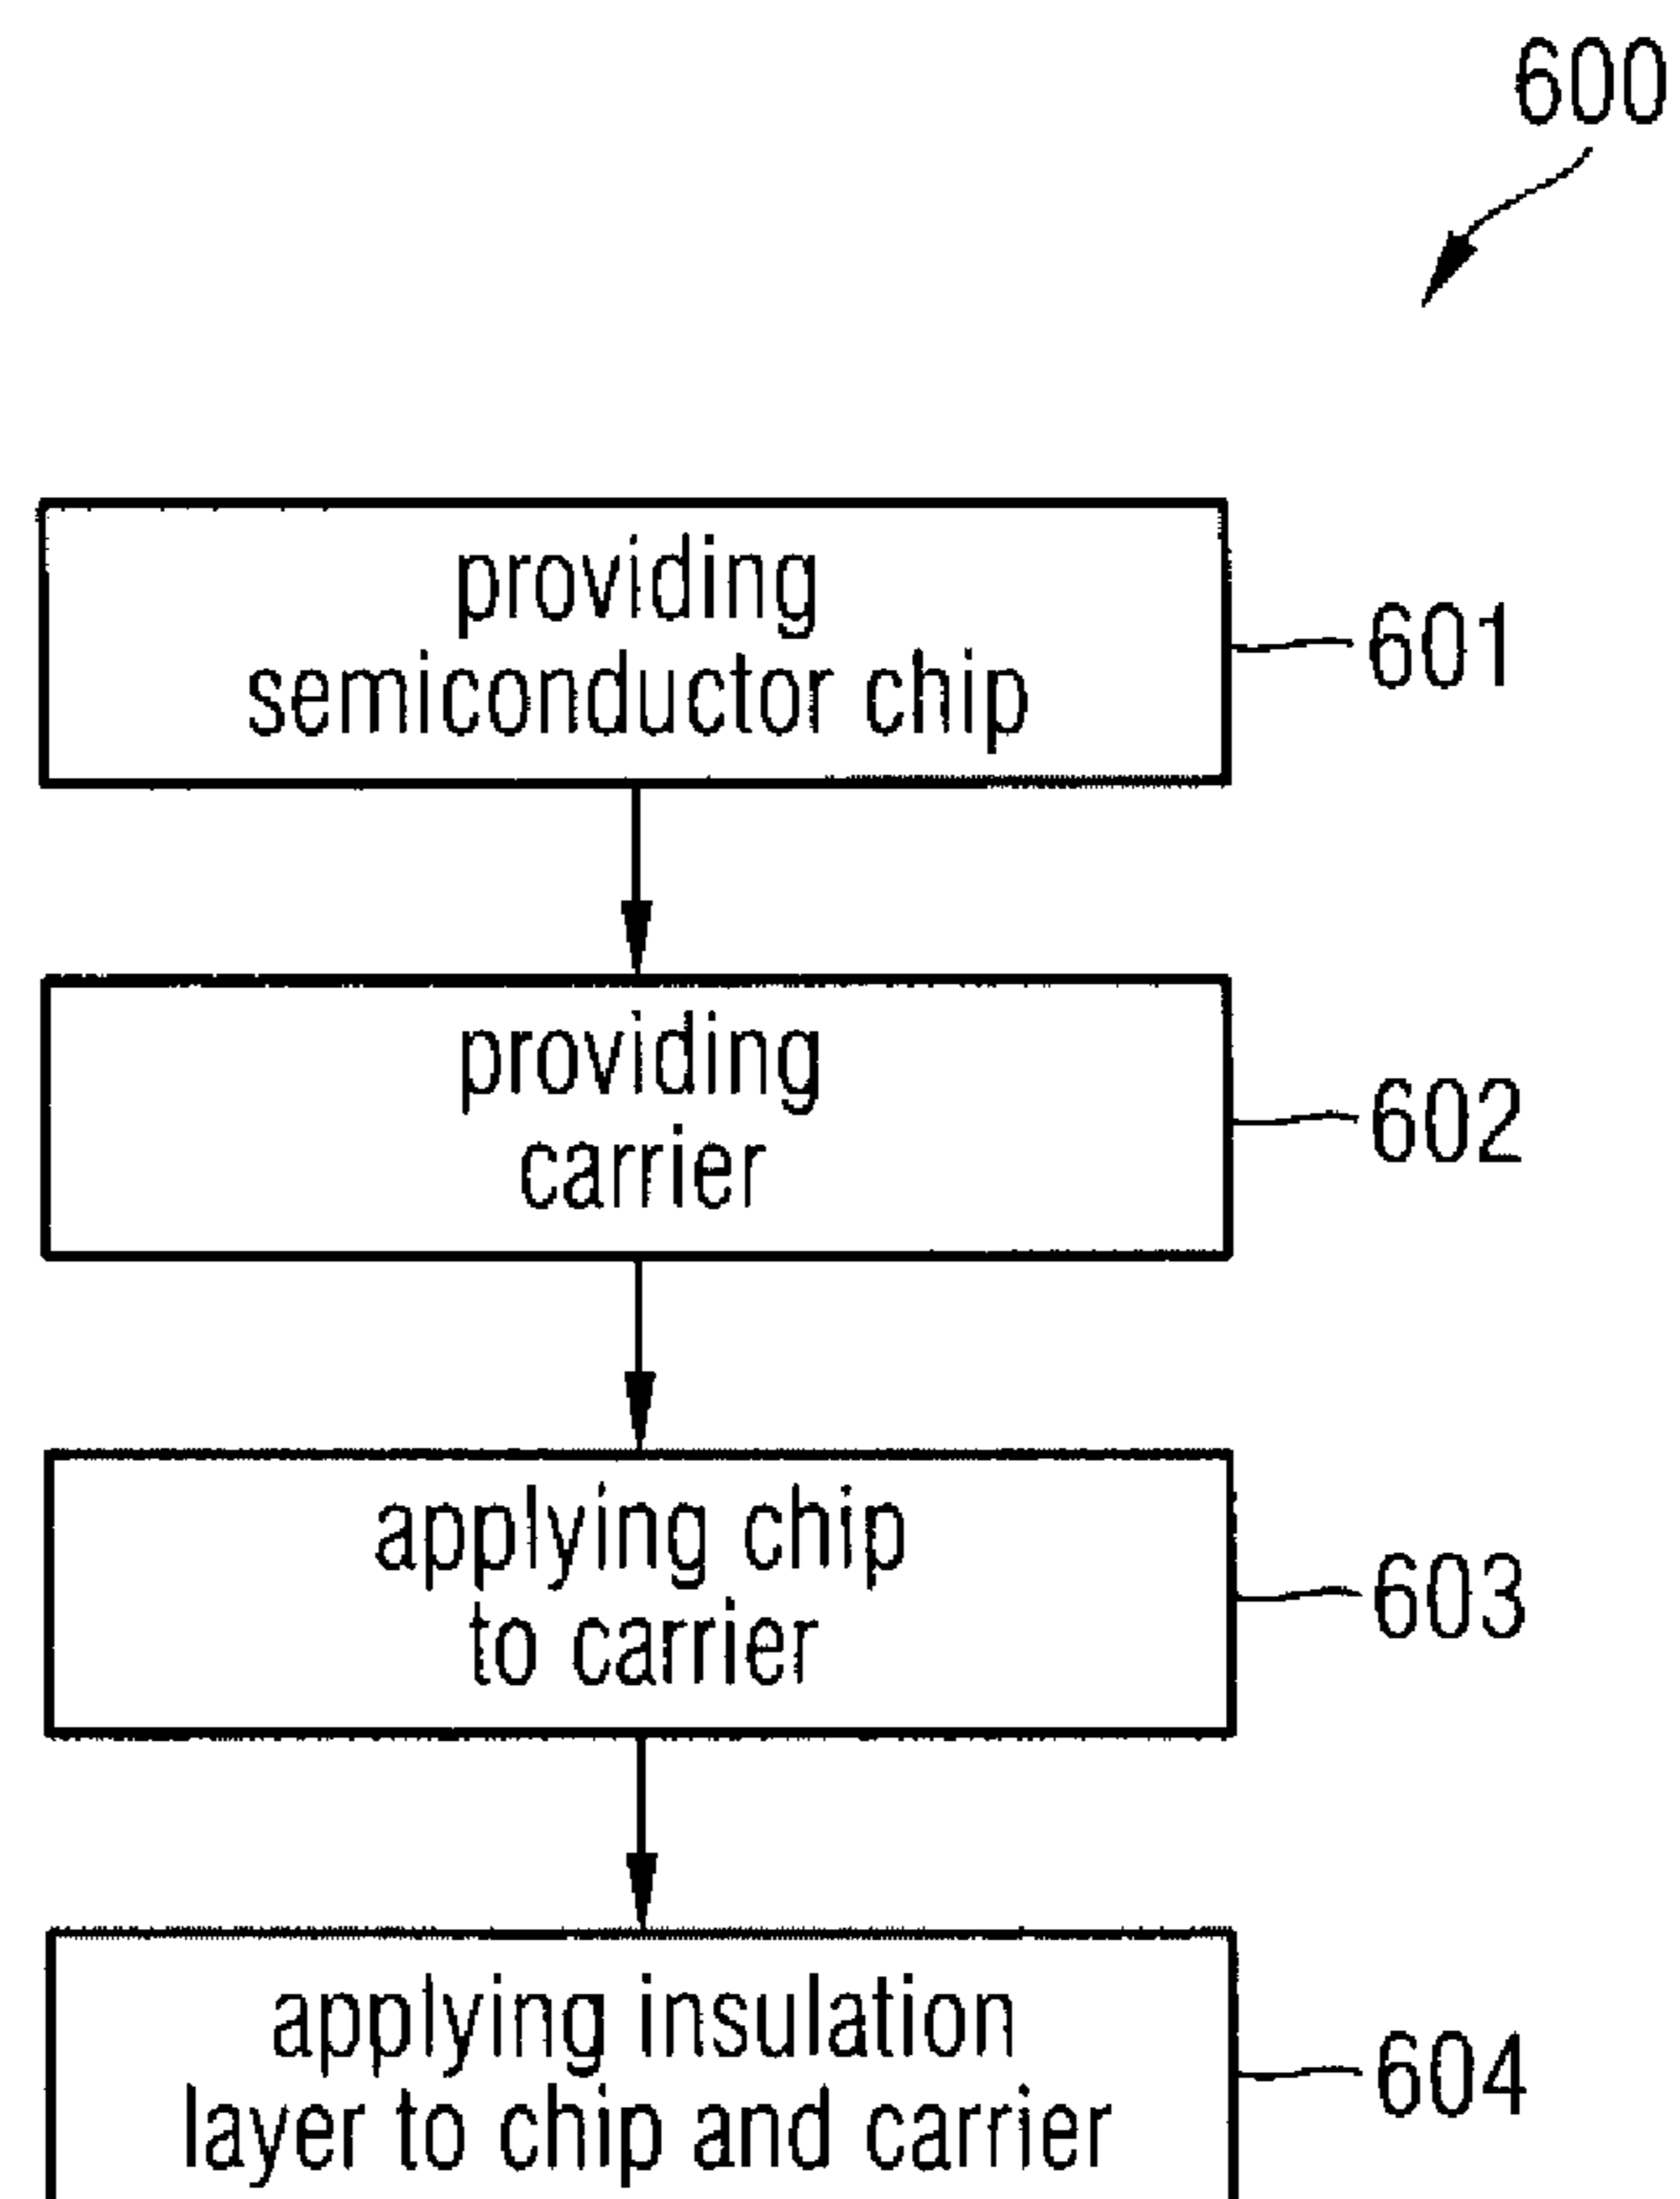 600
providing
semiconductor chip
601
providing
carrier
602
applying chip
to carrier
603
applying insulation
layer to chip and carrier
604